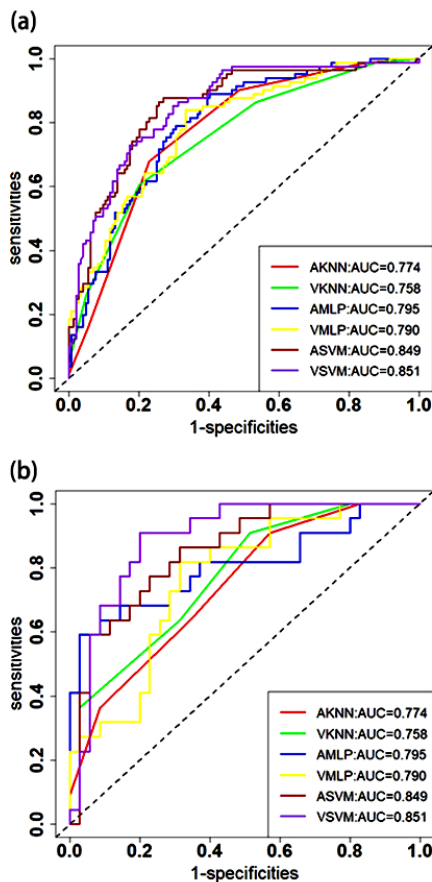 (a)
1.0
0.8
0.6
0.4
0.2
0.0
sensitivities
AKNN:AUC=0.774
VKNN:AUC=0.758
AMLP:AUC=0.795
VMLP:AUC=0.790
ASVM:AUC=0.849
VSVM:AUC=0.851
0.0 0.2 0.4 0.6 0.8 1.0
1-specificities
(b)
1.0
0.8
0.6
0.4
0.2
0.0
sensitivities
AKNN:AUC=0.774
VKNN:AUC=0.758
AMLP:AUC=0.795
VMLP:AUC=0.790
ASVM:AUC=0.849
VSVM:AUC=0.851
0.0 0.2 0.4 0.6 0.8 1.0
1-specificities